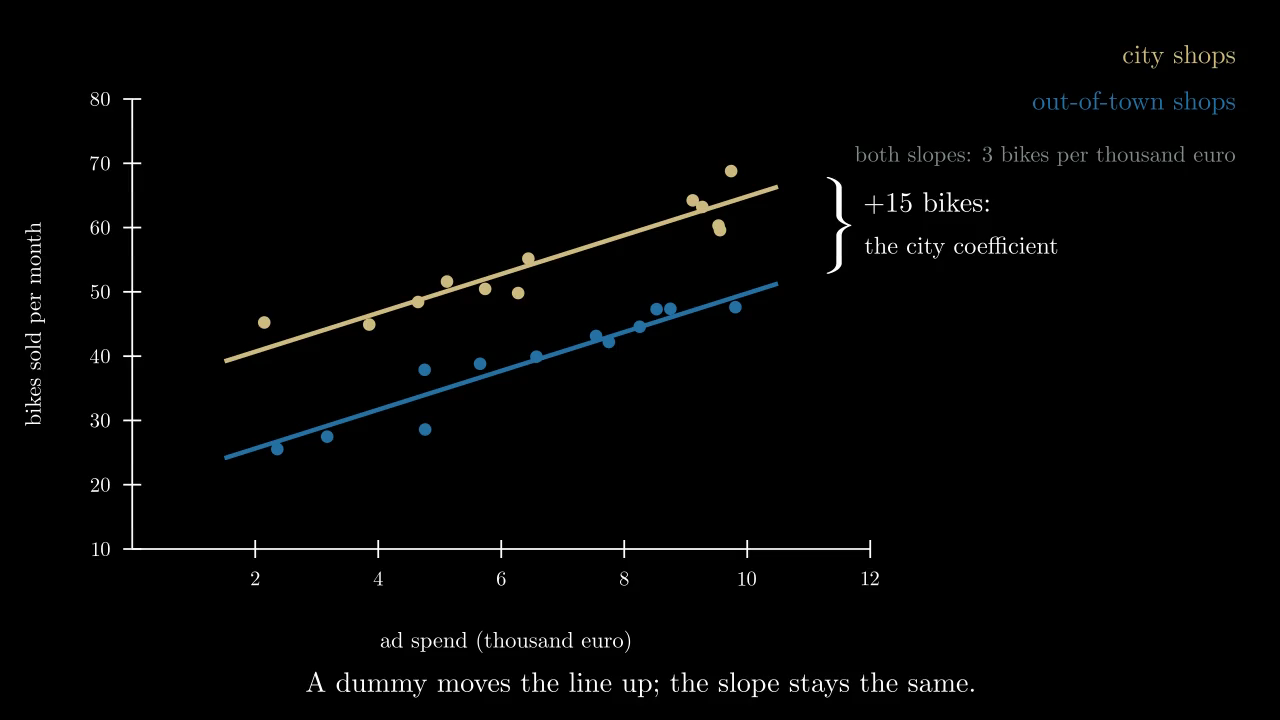 city shops
out-of-town shops
both slopes: 3 bikes per thousand euro
+15 bikes:
the city coefficient
bikes sold per month
80
70
60
50
40
30
20
10
2 4 6 8 10 12
ad spend (thousand euro)
A dummy moves the line up; the slope stays the same.